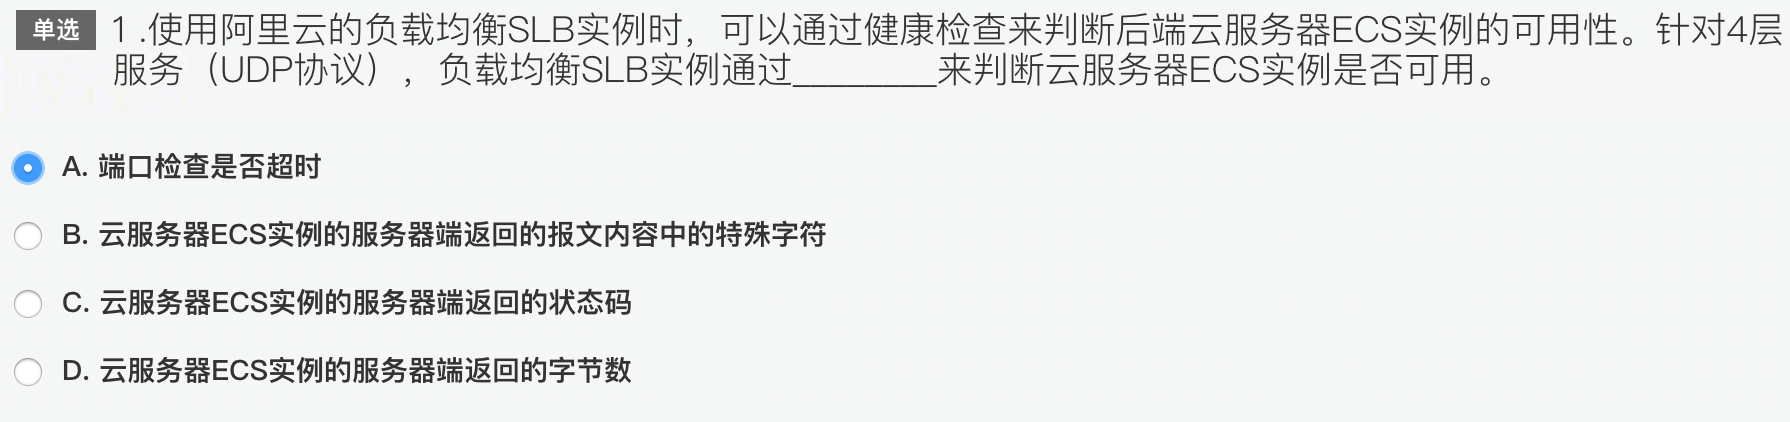 单选 1 .使用阿里云的负载均衡SLB实例时，可以通过健康检查来判断后端云服务器ECS实例的可用性。针对4层
服务（UDP协议），负载均衡SLB实例通过________来判断云服务器ECS实例是否可用。
A. 端口检查是否超时
B. 云服务器ECS实例的服务器端返回的报文内容中的特殊字符
C. 云服务器ECS实例的服务器端返回的状态码
D. 云服务器ECS实例的服务器端返回的字节数